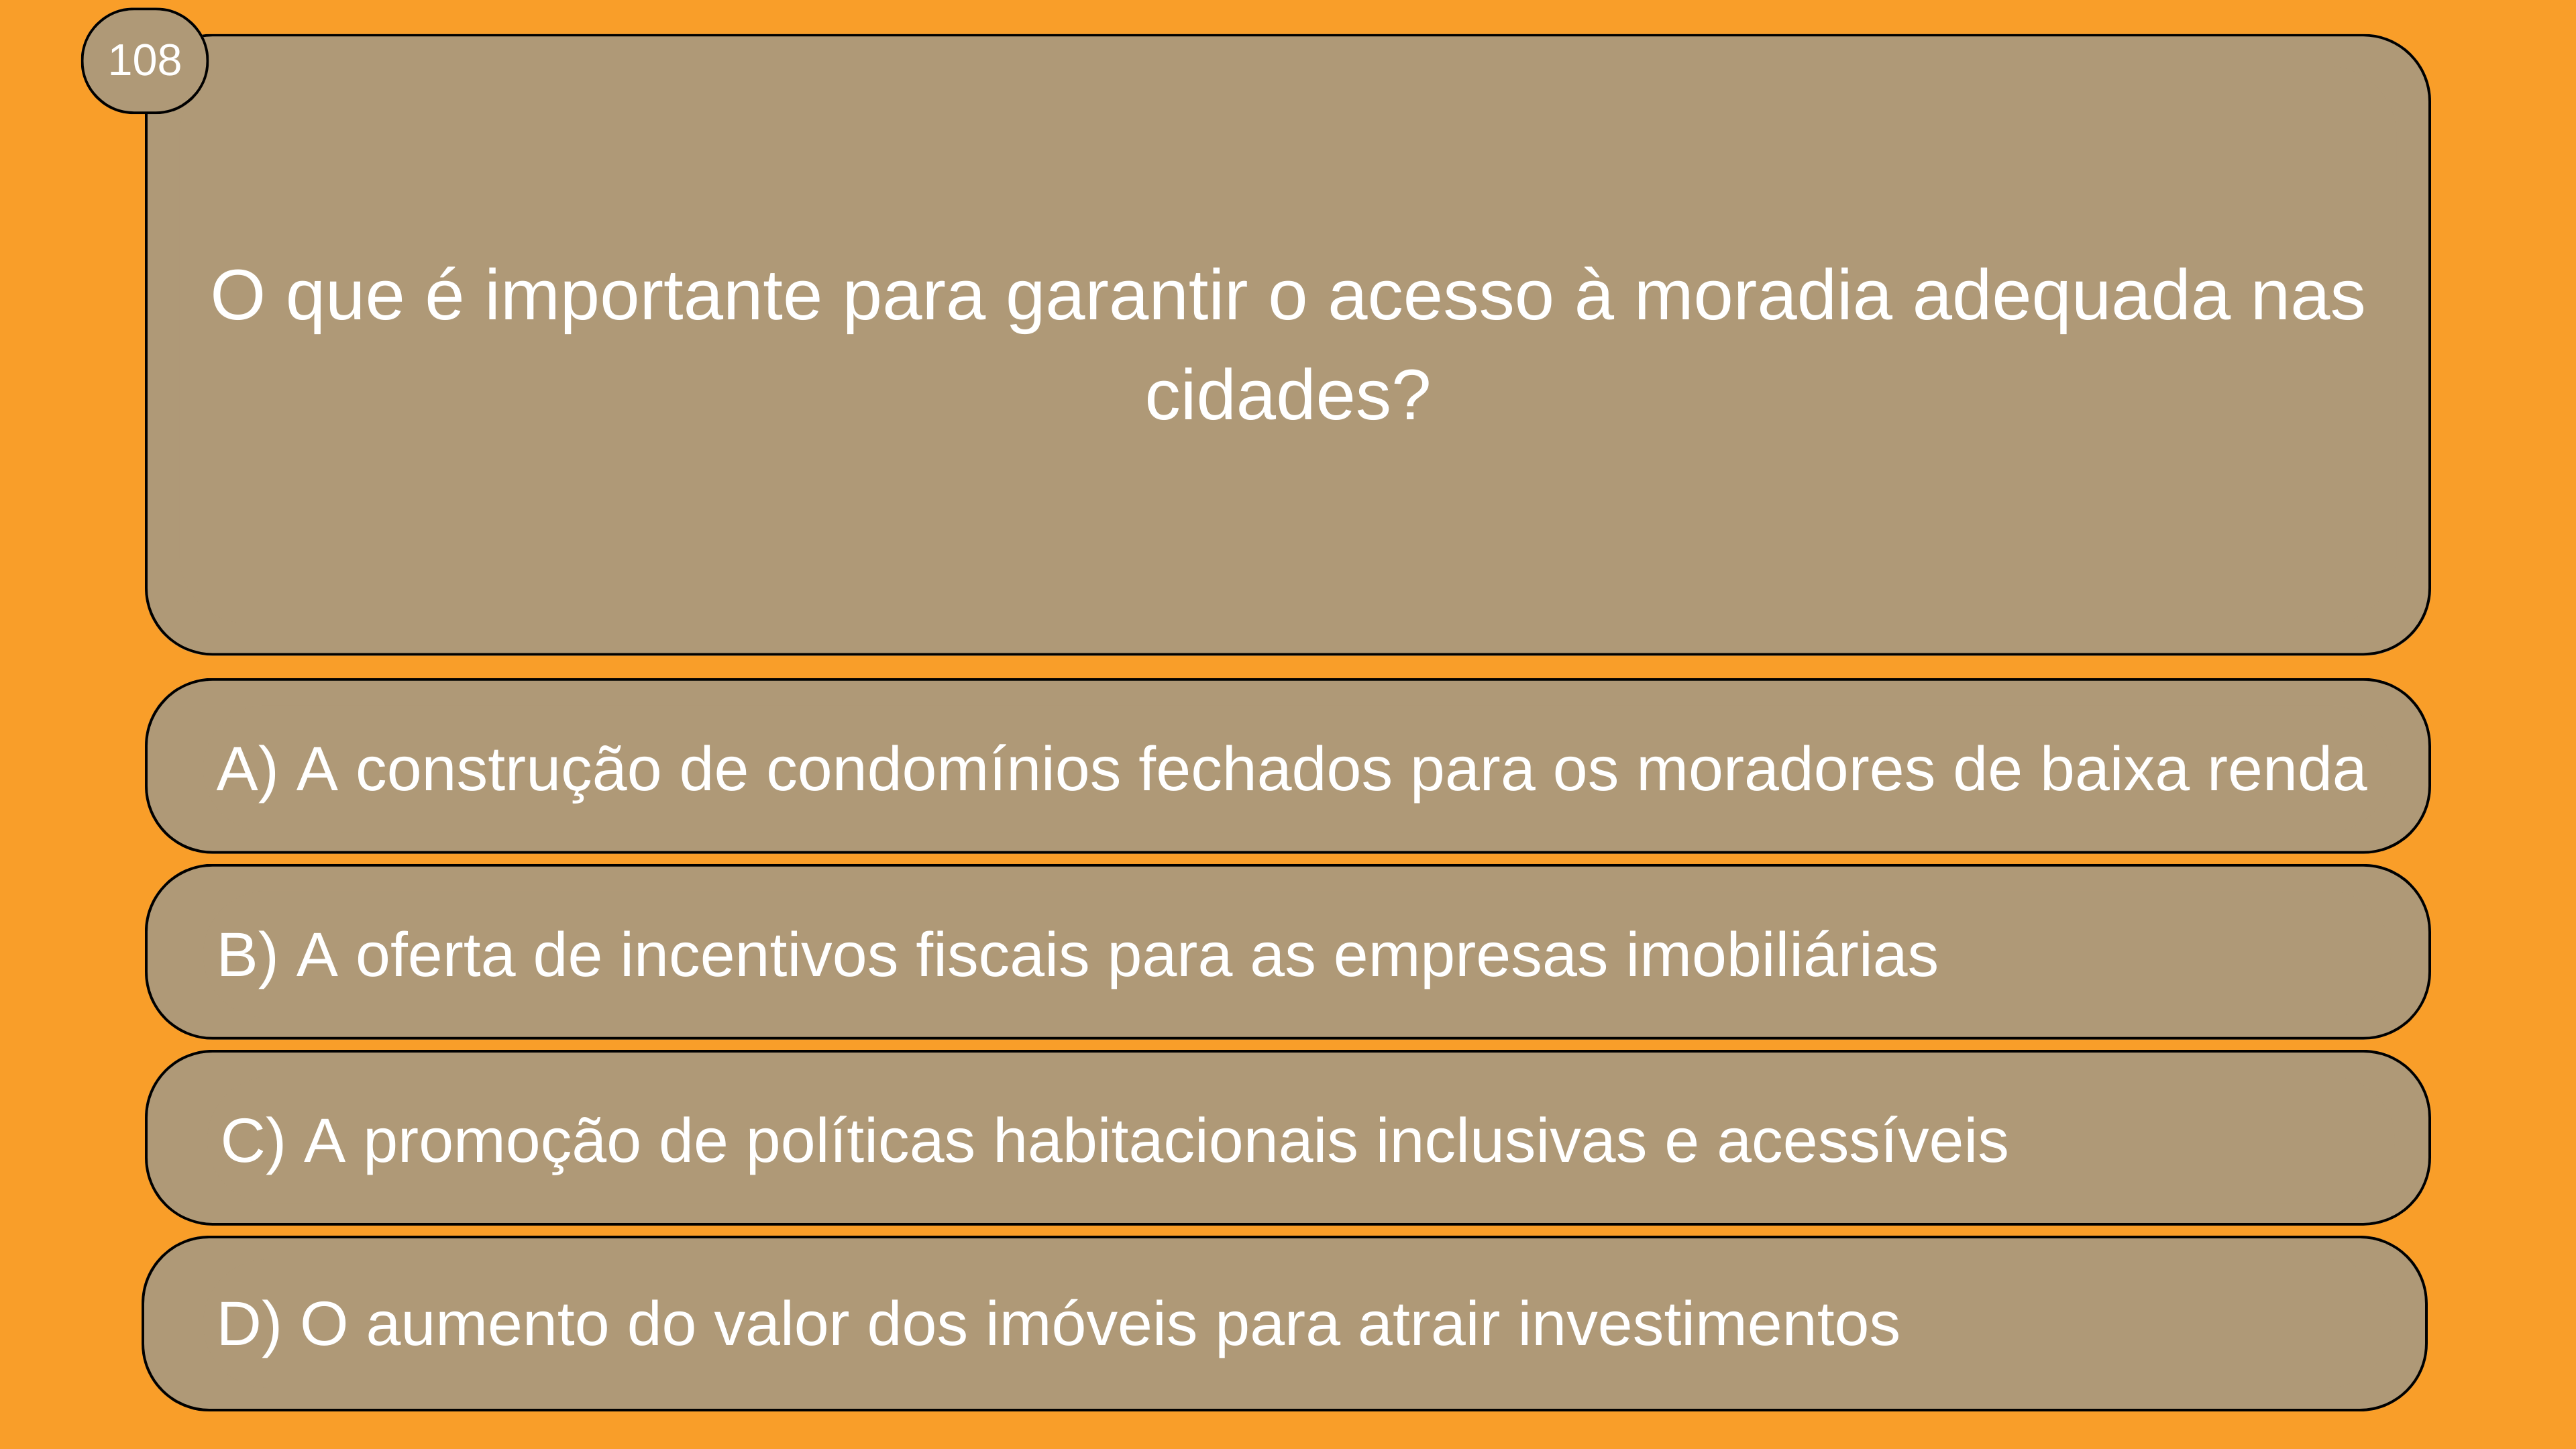 108
O que é importante para garantir o acesso à moradia adequada nas
cidades?
A) A construção de condomínios fechados para os moradores de baixa renda
B) A oferta de incentivos fiscais para as empresas imobiliárias
C) A promoção de políticas habitacionais inclusivas e acessíveis
D) O aumento do valor dos imóveis para atrair investimentos